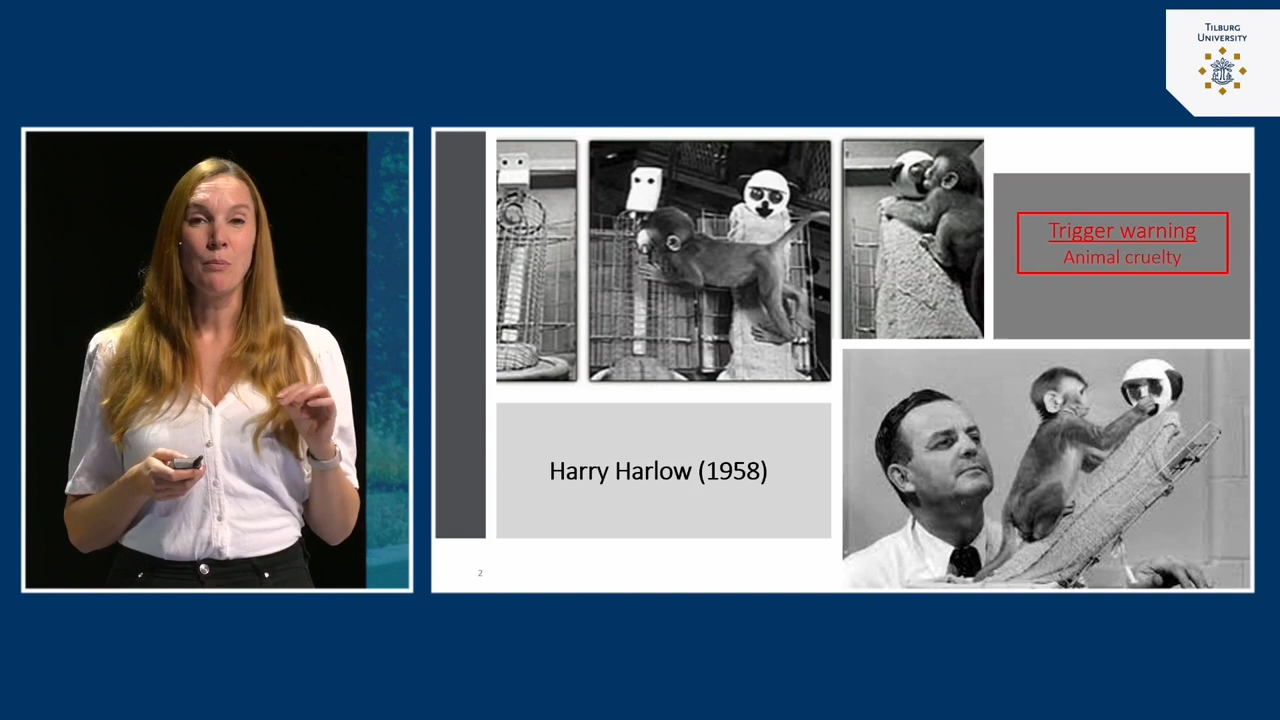 TILBURG
UNIVERSITY
Trigger warning
Animal cruelty
Harry Harlow (1958)
2